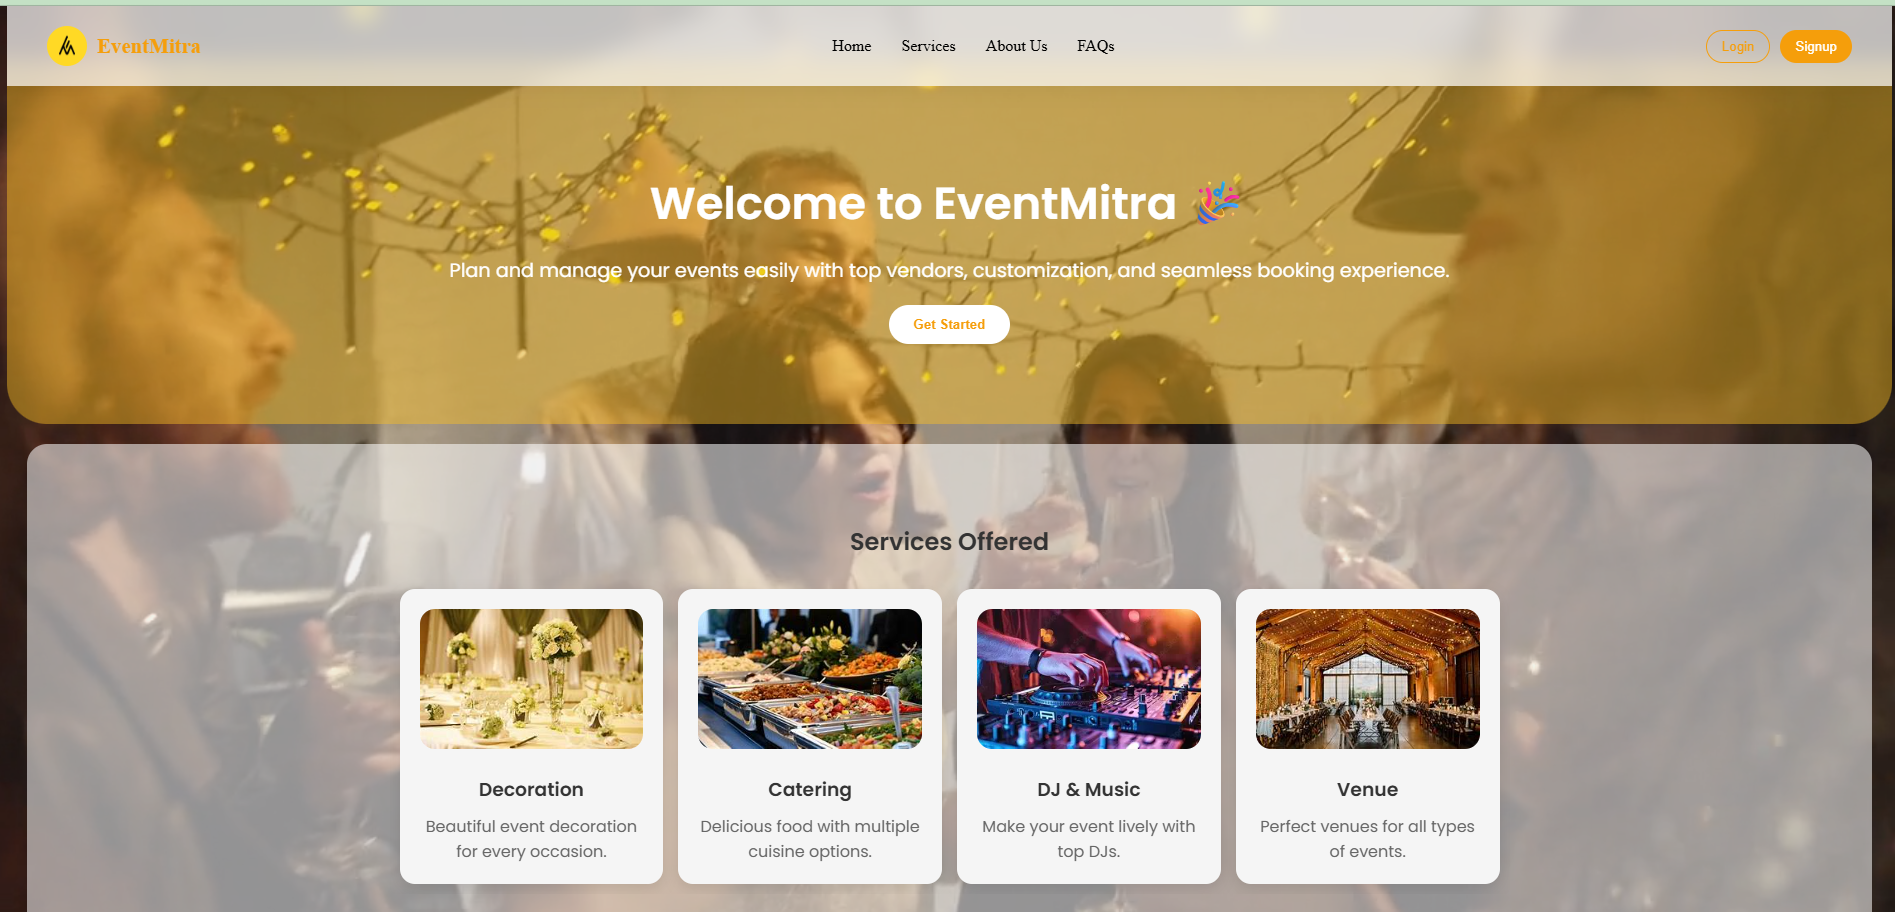 EventMitra
Home Services About Us FAQs
Login Signup
Welcome to EventMitra 🎉
Plan and manage your events easily with top vendors, customization, and seamless booking experience.
Get Started
Services Offered
Decoration
Beautiful event decoration
for every occasion.
Catering
Delicious food with multiple
cuisine options.
DJ & Music
Make your event lively with
top DJs.
Venue
Perfect venues for all types
of events.